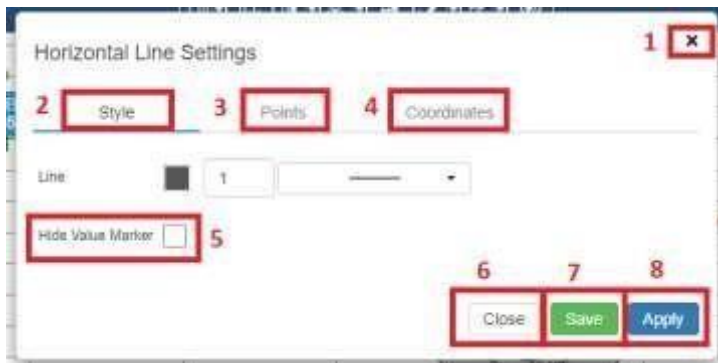 Horizontal Line Settings 1 ×
2 Style 3 Points 4 Coordinates
Line 1
Hide Value Marker 5
6 7 8
Close Save Apply